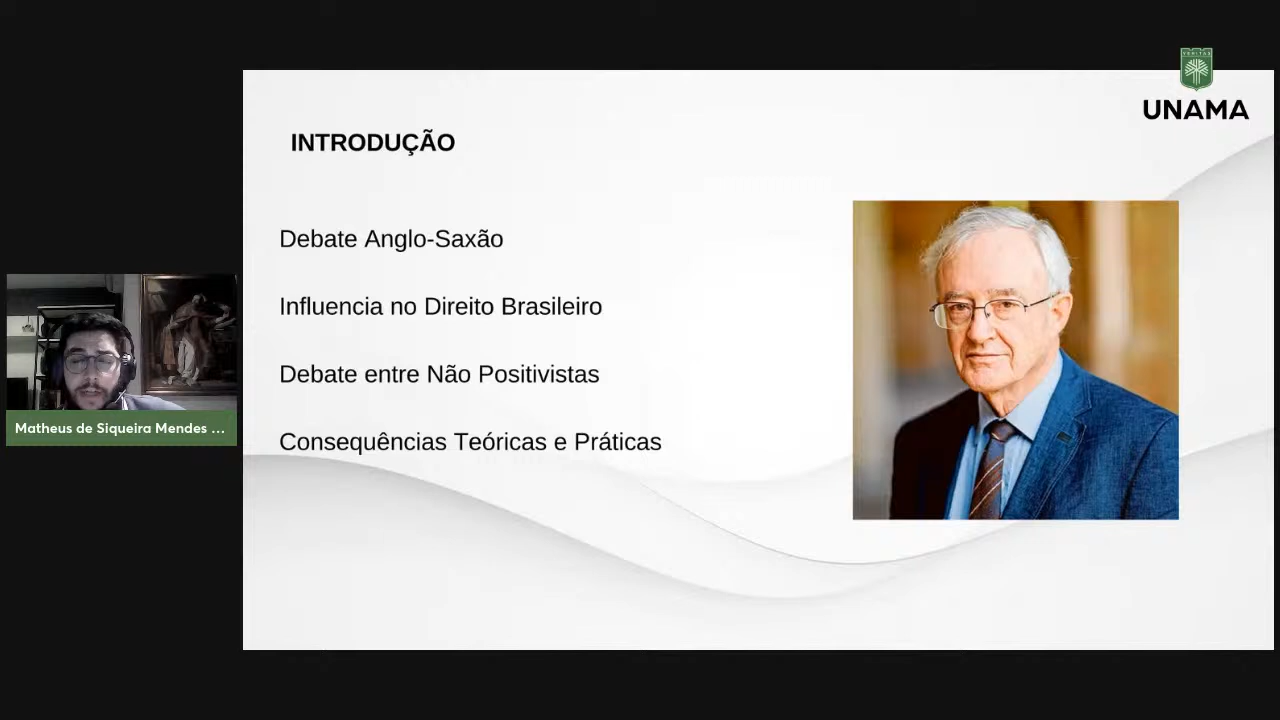 VERITAS
UNAMA
INTRODUÇÃO
Debate Anglo-Saxão
Influencia no Direito Brasileiro
Debate entre Não Positivistas
Consequências Teóricas e Práticas
Matheus de Siqueira Mendes ...